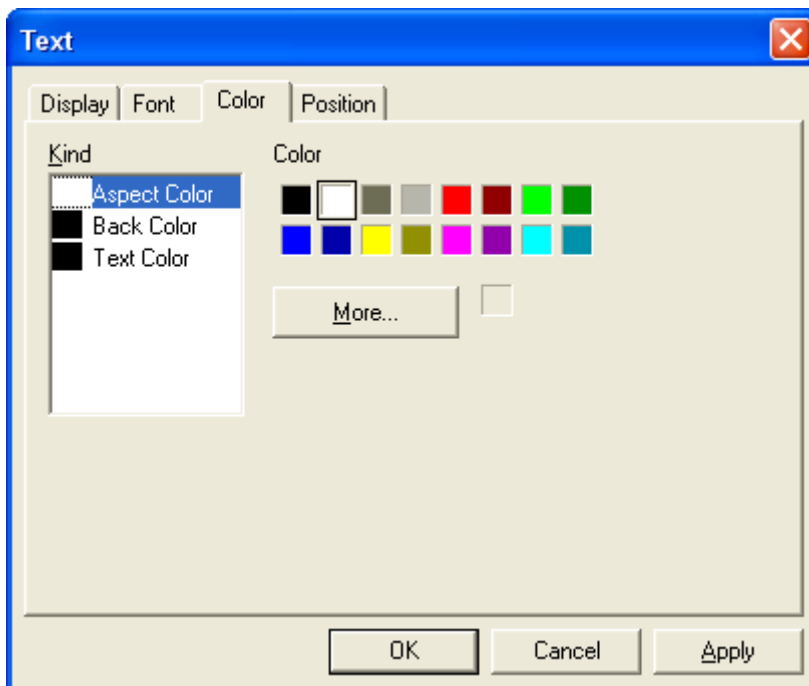 Text
Display Font Color Position
Kind Color
Aspect Color
Back Color
Text Color
More...
OK Cancel Apply